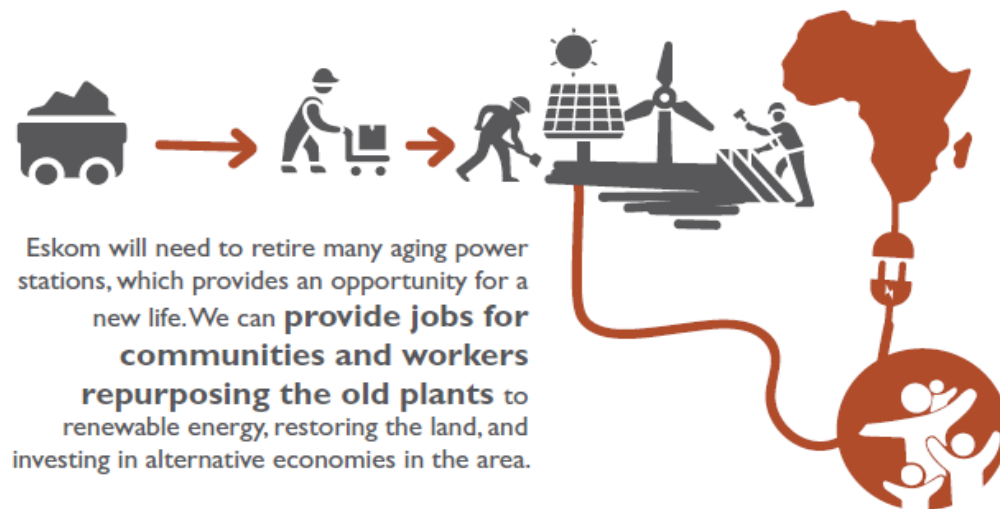 Eskom will need to retire many aging power
stations, which provides an opportunity for a
new life. We can provide jobs for
communities and workers
repurposing the old plants to
renewable energy, restoring the land, and
investing in alternative economies in the area.